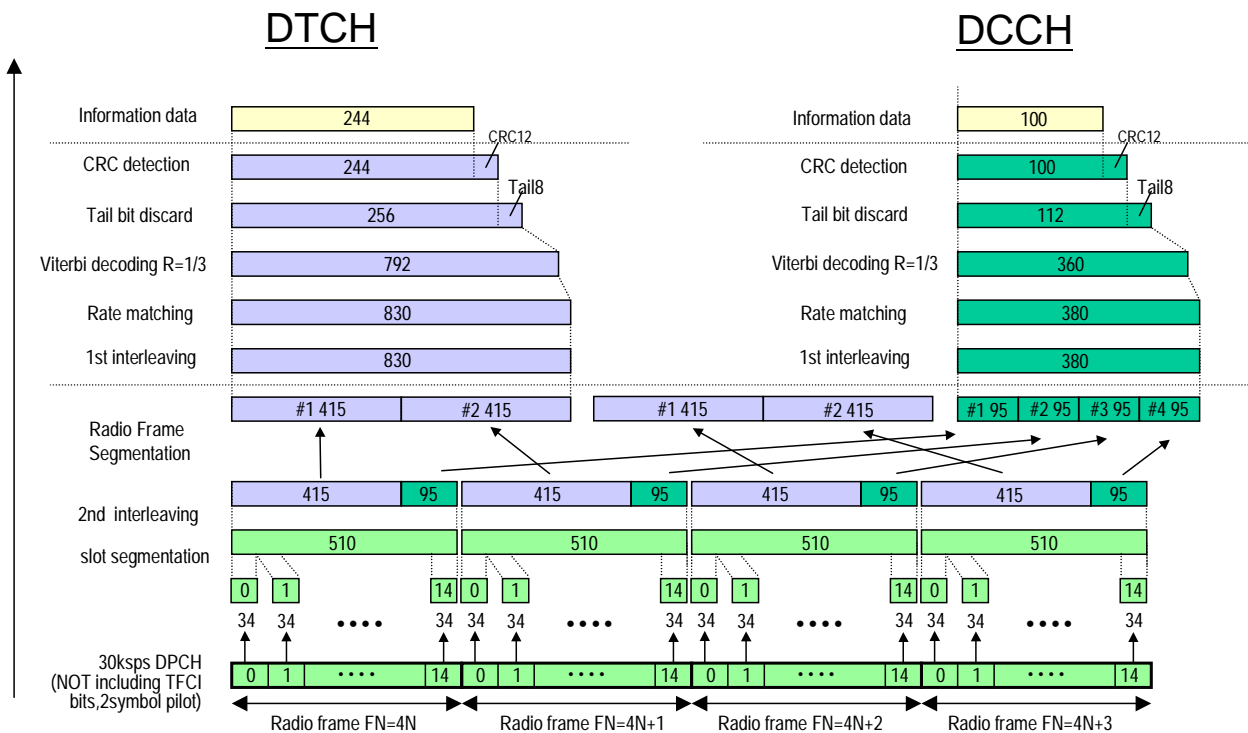 DTCH DCCH
Information data 244 Information data 100
CRC12 CRC12
CRC detection 244 CRC detection 100
Tail8 Tail8
Tail bit discard 256 Tail bit discard 112
Viterbi decoding R=1/3 792 Viterbi decoding R=1/3 360
Rate matching 830 Rate matching 380
1st interleaving 830 1st interleaving 380
#1 415 #2 415 #1 415 #2 415 #1 95 #2 95 #3 95 #4 95
Radio Frame
Segmentation
415 95 415 95 415 95 415 95
2nd interleaving
510 510 510 510
slot segmentation
0 1 14 0 1 14 0 1 14 0 1 14
34 34 •••• 34 34 34 •••• 34 34 34 •••• 34 34 34 •••• 34
30ksps DPCH
(NOT including TFCI
bits,2symbol pilot)
0 1 •••• 14 0 1 •••• 14 0 1 •••• 14 0 1 •••• 14
Radio frame FN=4N Radio frame FN=4N+1 Radio frame FN=4N+2 Radio frame FN=4N+3